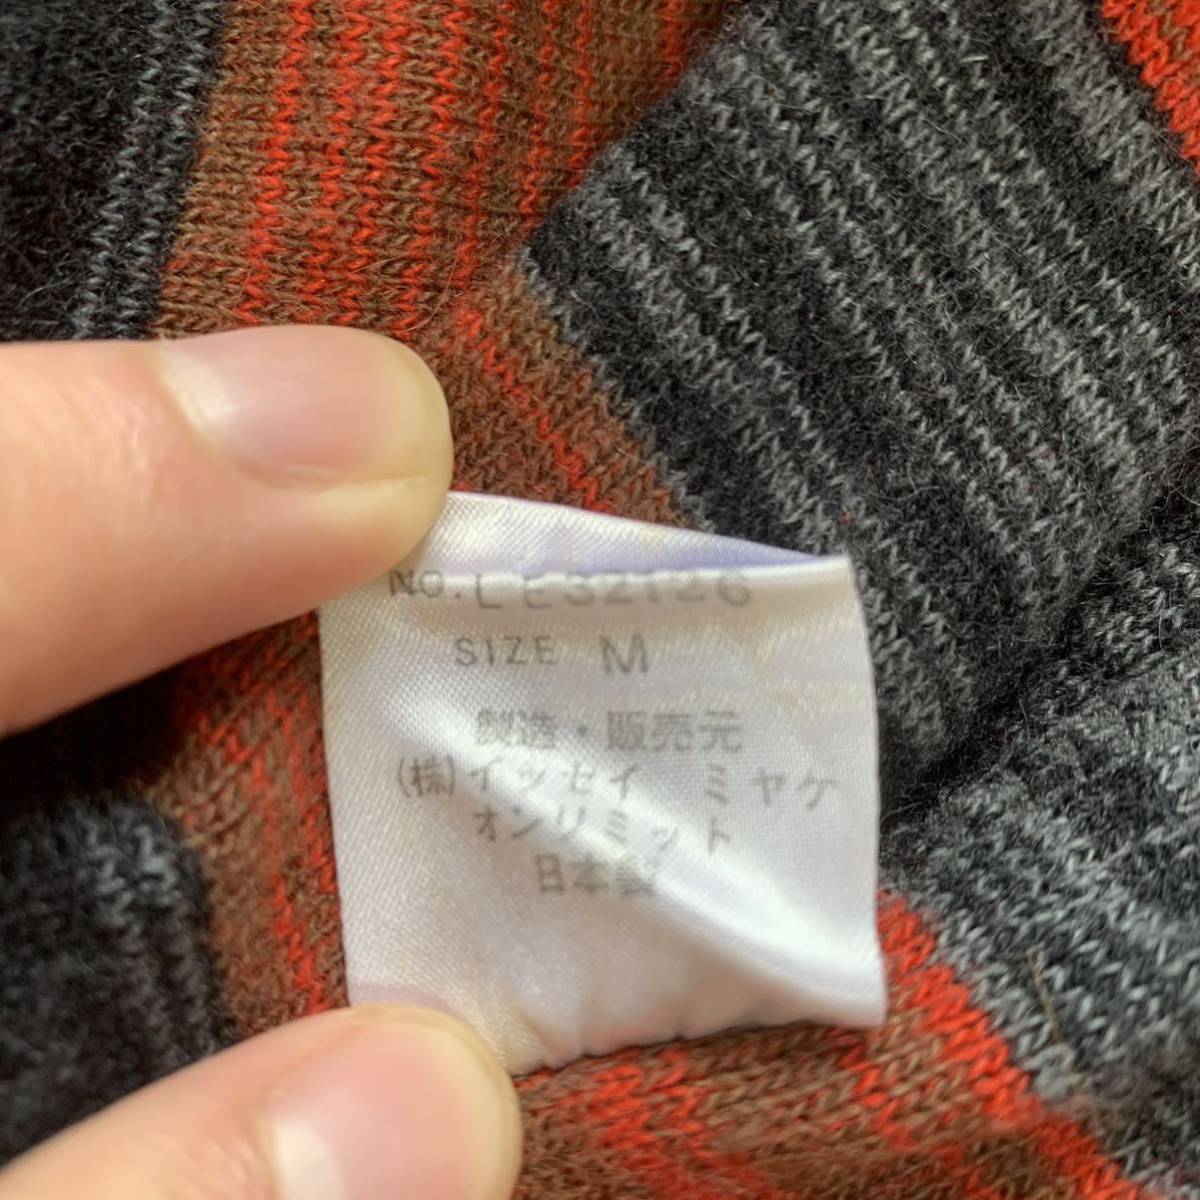 NO. LE32126
SIZE M
製造・販売元
(株)イッセイ ミヤケ
オンリミット
日本製